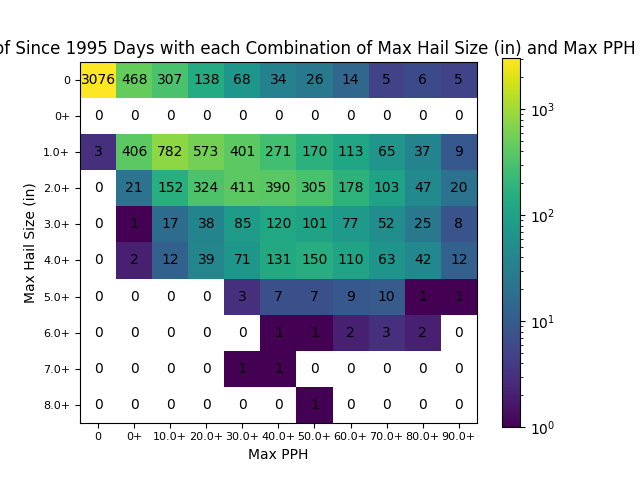 of Since 1995 Days with each Combination of Max Hail Size (in) and Max PPH
0 3076 468 307 138 68 34 26 14 5 6 5
0+ 0 0 0 0 0 0 0 0 0 0 0
1.0+ 3 406 782 573 401 271 170 113 65 37 9
2.0+ 0 21 152 324 411 390 305 178 103 47 20
3.0+ 0 1 17 38 85 120 101 77 52 25 8
4.0+ 0 2 12 39 71 131 150 110 63 42 12
5.0+ 0 0 0 0 3 7 7 9 10 1 1
6.0+ 0 0 0 0 0 1 1 2 3 2 0
7.0+ 0 0 0 0 1 1 0 0 0 0 0
8.0+ 0 0 0 0 0 0 1 0 0 0 0
0 0+ 10.0+ 20.0+ 30.0+ 40.0+ 50.0+ 60.0+ 70.0+ 80.0+ 90.0+
Max PPH
Max Hail Size (in)
10³
10²
10¹
10⁰